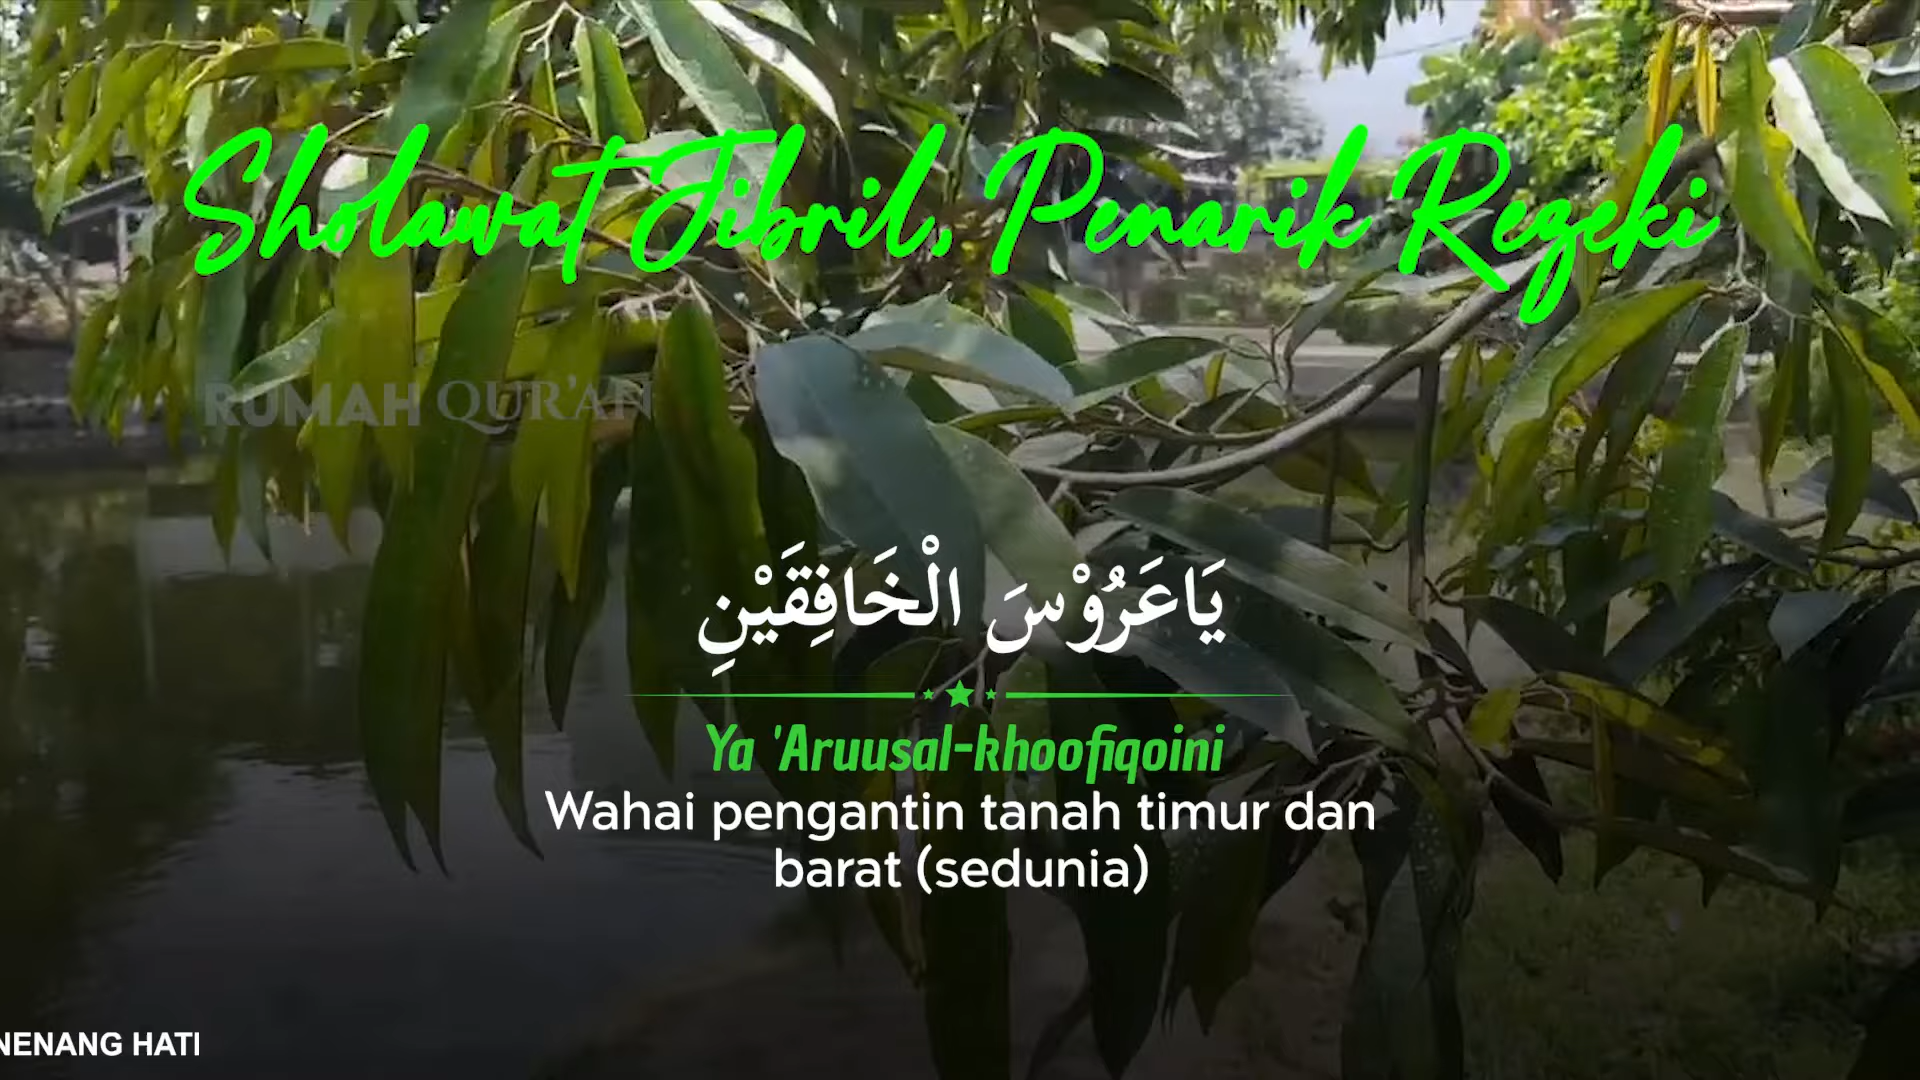 Sholawat Jibril, Penarik Rezeki
RUMAH QUR'AN
يَاعَرُوْسَ الْخَافِقَيْنِ
Ya 'Aruusal-khoofiqoini
Wahai pengantin tanah timur dan
barat (sedunia)
NENANG HATI